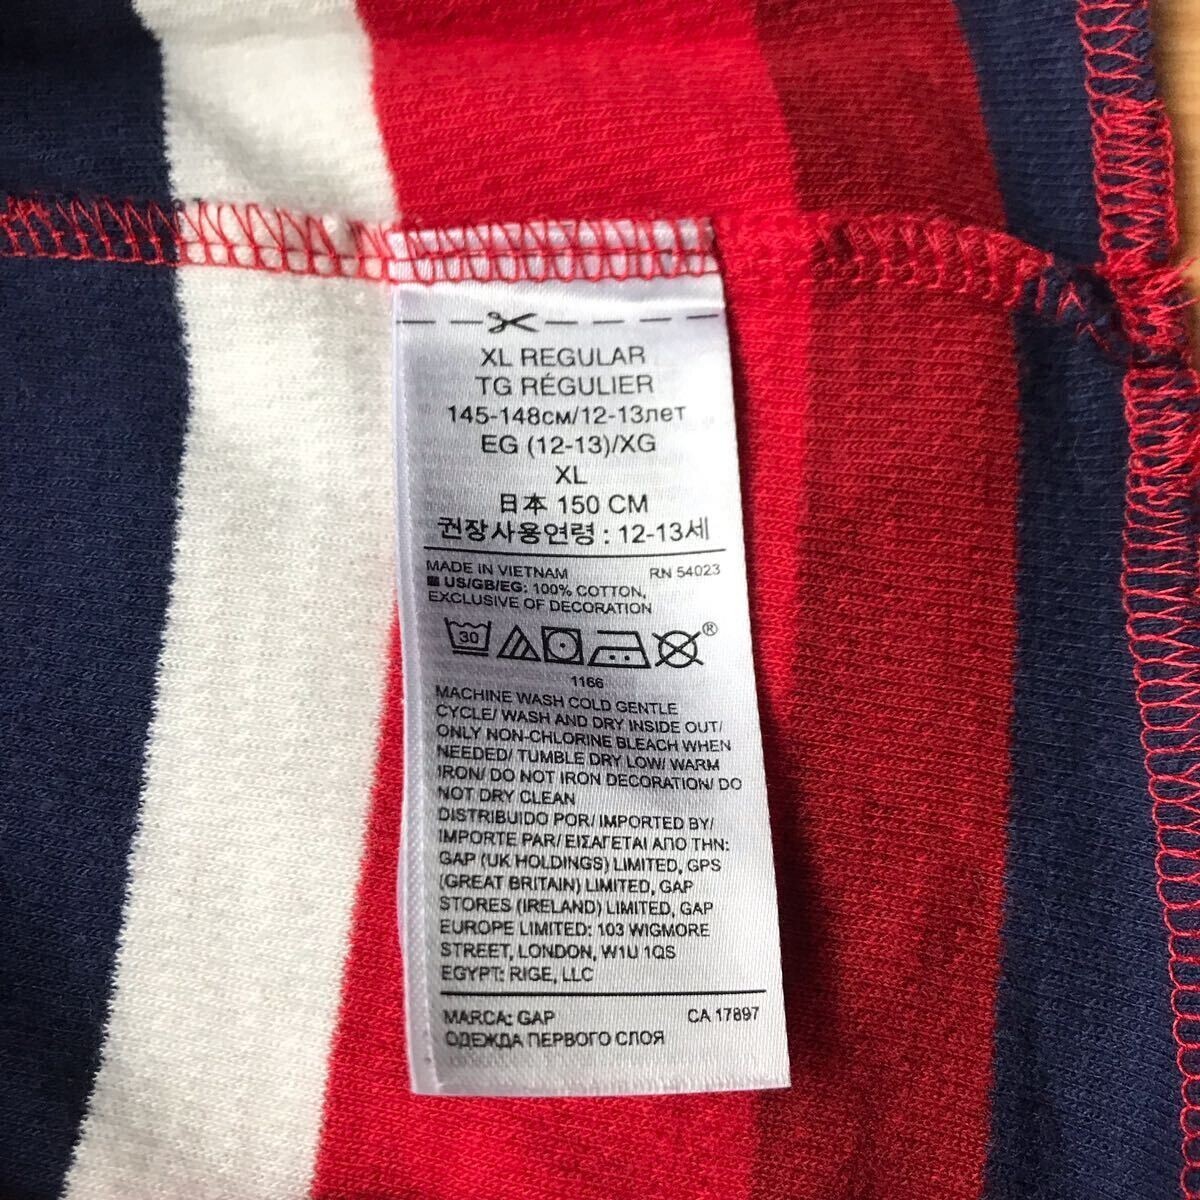 XL REGULAR
TG RÉGULIER
145-148см/12-13лет
EG (12-13)/XG
XL
日本 150 CM
권장사용연령 : 12-13세
MADE IN VIETNAM RN 54023
US/GB/EG: 100% COTTON,
EXCLUSIVE OF DECORATION
30 ®
1166
MACHINE WASH COLD GENTLE
CYCLE/ WASH AND DRY INSIDE OUT/
ONLY NON-CHLORINE BLEACH WHEN
NEEDED/ TUMBLE DRY LOW/ WARM
IRON/ DO NOT IRON DECORATION/ DO
NOT DRY CLEAN
DISTRIBUIDO POR/ IMPORTED BY/
IMPORTE PAR/ ΕΙΣΑΓΕΤΑΙ ΑΠΟ ΤΗΝ:
GAP (UK HOLDINGS) LIMITED, GPS
(GREAT BRITAIN) LIMITED, GAP
STORES (IRELAND) LIMITED, GAP
EUROPE LIMITED: 103 WIGMORE
STREET, LONDON, W1U 1QS
EGYPT: RIGE, LLC
MARCA: GAP CA 17897
ОДЕЖДА ПЕРВОГО СЛОЯ